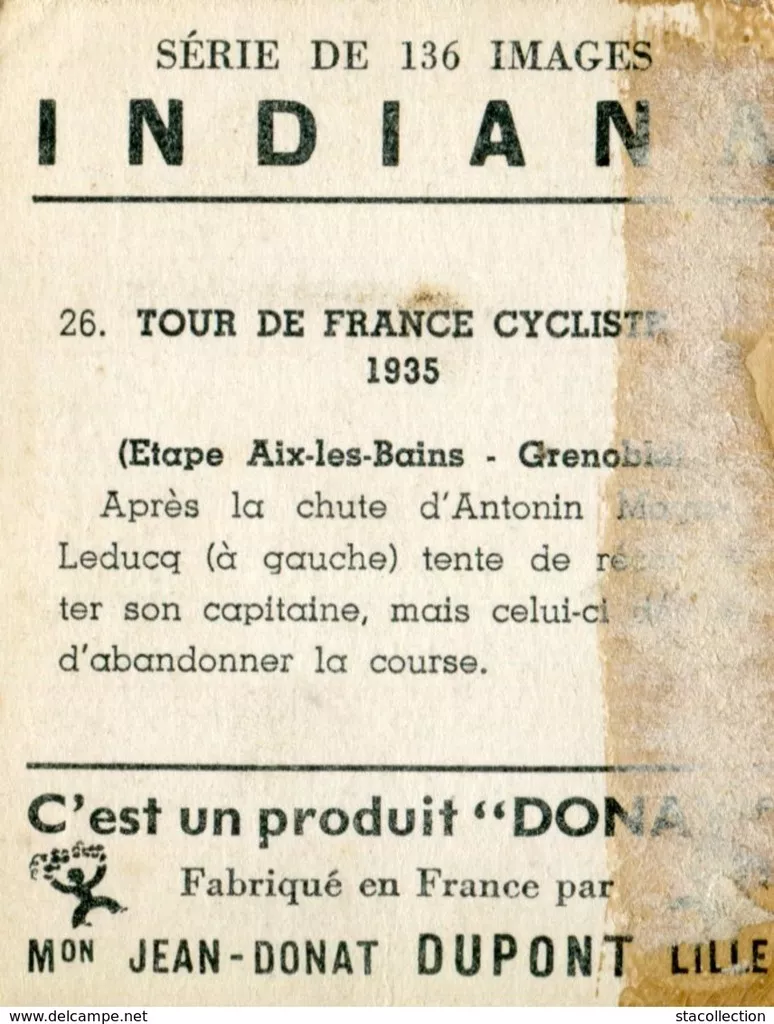 SÉRIE DE 136 IMAGES
INDIANA
26. TOUR DE FRANCE CYCLISTE
1935
(Etape Aix-les-Bains - Grenoble)
Après la chute d'Antonin
Leducq (à gauche) tente de
ter son capitaine, mais celui-ci
d'abandonner la course.
C'est un produit "
Fabriqué en France par
MON JEAN-DONAT DUPONT LILLE
https://www.delcampe.net
stacollection